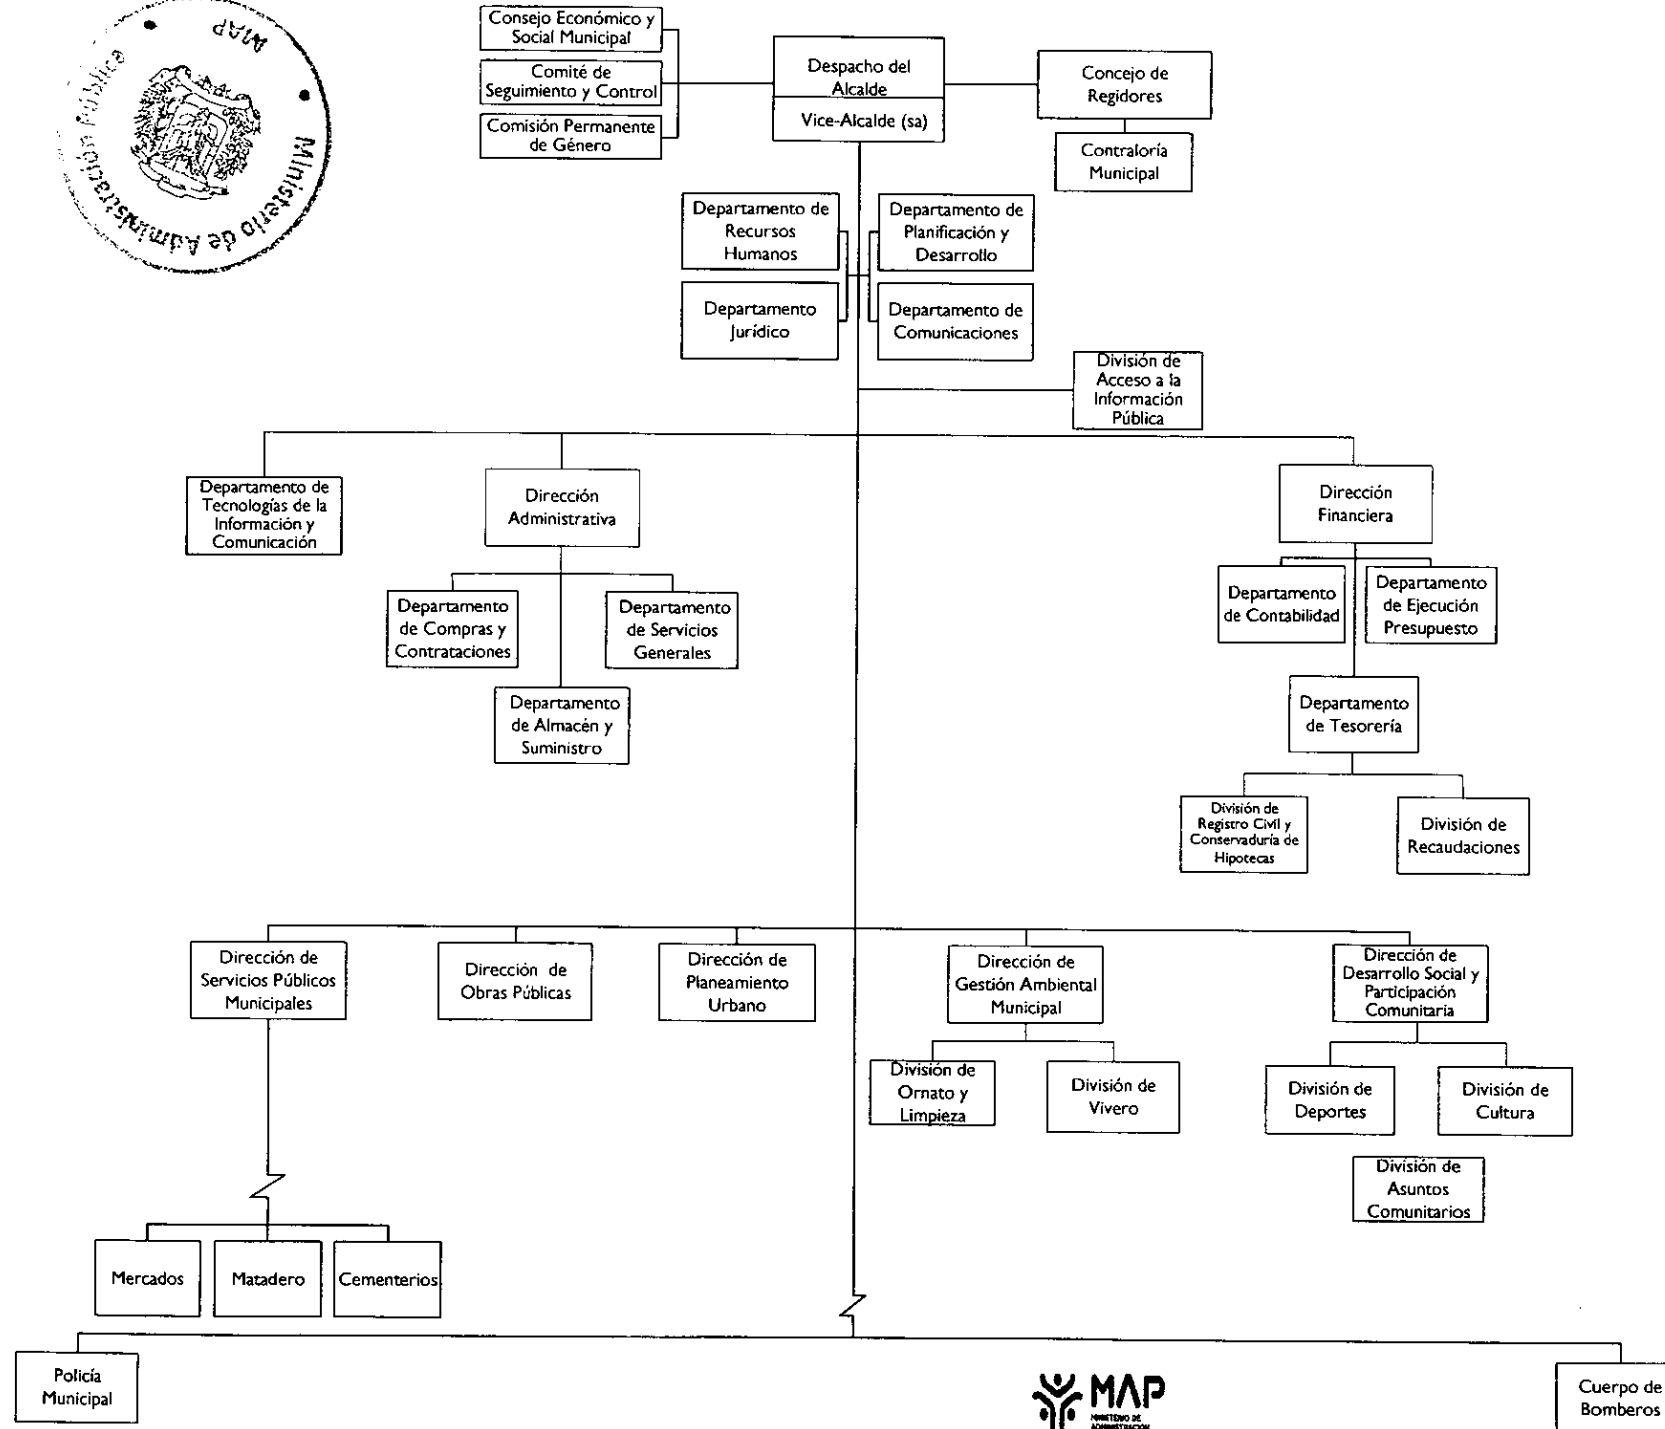 MAP
Ministerio de Administración Pública
Consejo Económico y
Social Municipal
Comité de
Seguimiento y Control
Comisión Permanente
de Género
Despacho del
Alcalde
Vice-Alcalde (sa)
Concejo de
Regidores
Contraloría
Municipal
Departamento de
Recursos
Humanos
Departamento de
Planificación y
Desarrollo
Departamento
Jurídico
Departamento de
Comunicaciones
División de
Acceso a la
Información
Pública
Departamento de
Tecnologías de la
Información y
Comunicación
Dirección
Administrativa
Dirección
Financiera
Departamento
de Compras y
Contrataciones
Departamento
de Servicios
Generales
Departamento
de Almacén y
Suministro
Departamento
de Contabilidad
Departamento
de Ejecución
Presupuesto
Departamento
de Tesorería
División de
Registro Civil y
Conservaduría de
Hipotecas
División de
Recaudaciones
Dirección de
Servicios Públicos
Municipales
Dirección de
Obras Públicas
Dirección de
Planeamiento
Urbano
Dirección de
Gestión Ambiental
Municipal
Dirección de
Desarrollo Social y
Participación
Comunitaria
División de
Ornato y
Limpieza
División de
Vivero
División de
Deportes
División de
Cultura
División de
Asuntos
Comunitarios
Mercados
Matadero
Cementerios
Policía
Municipal
Cuerpo de
Bomberos
MAP
MINISTERIO DE
ADMINISTRACIÓN